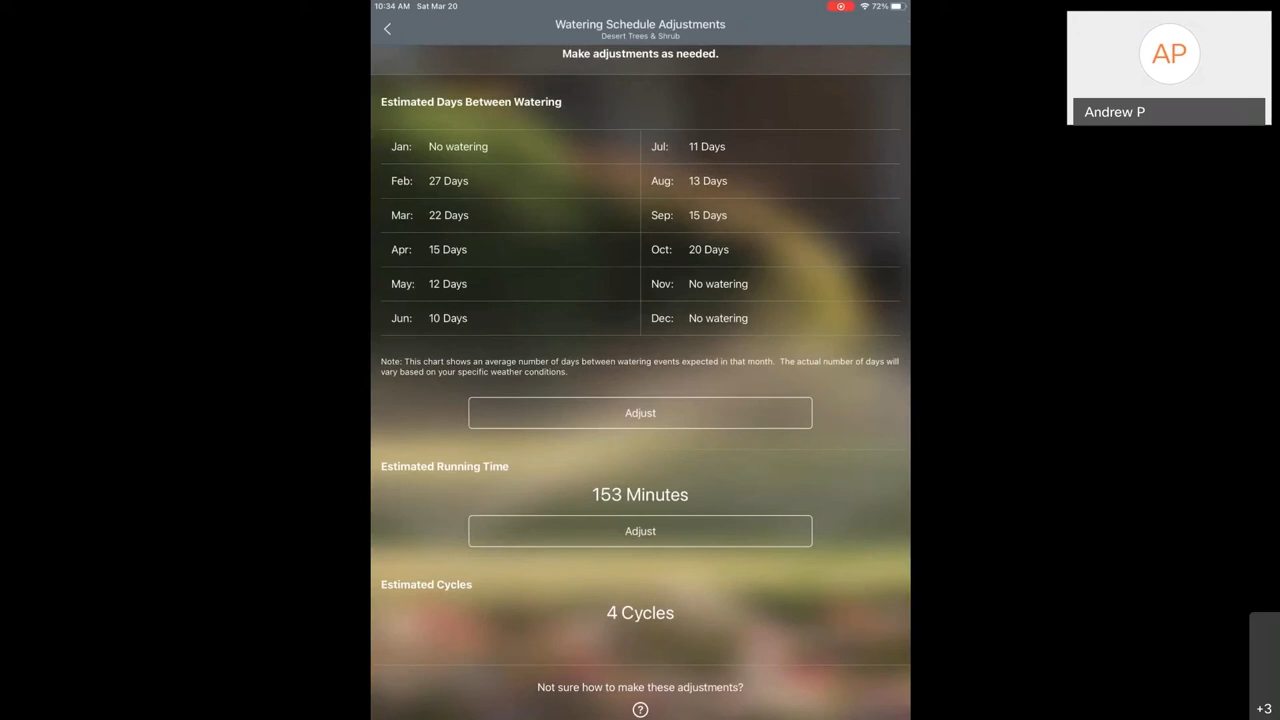 10:34 AM Sat Mar 20
72%
Watering Schedule Adjustments
Desert Trees & Shrub
Make adjustments as needed.
Estimated Days Between Watering
Jan: No watering
Jul: 11 Days
Feb: 27 Days
Aug: 13 Days
Mar: 22 Days
Sep: 15 Days
Apr: 15 Days
Oct: 20 Days
May: 12 Days
Nov: No watering
Jun: 10 Days
Dec: No watering
Note: This chart shows an average number of days between watering events expected in that month. The actual number of days will
vary based on your specific weather conditions.
Adjust
Estimated Running Time
153 Minutes
Adjust
Estimated Cycles
4 Cycles
Not sure how to make these adjustments?
?
AP
Andrew P
+3